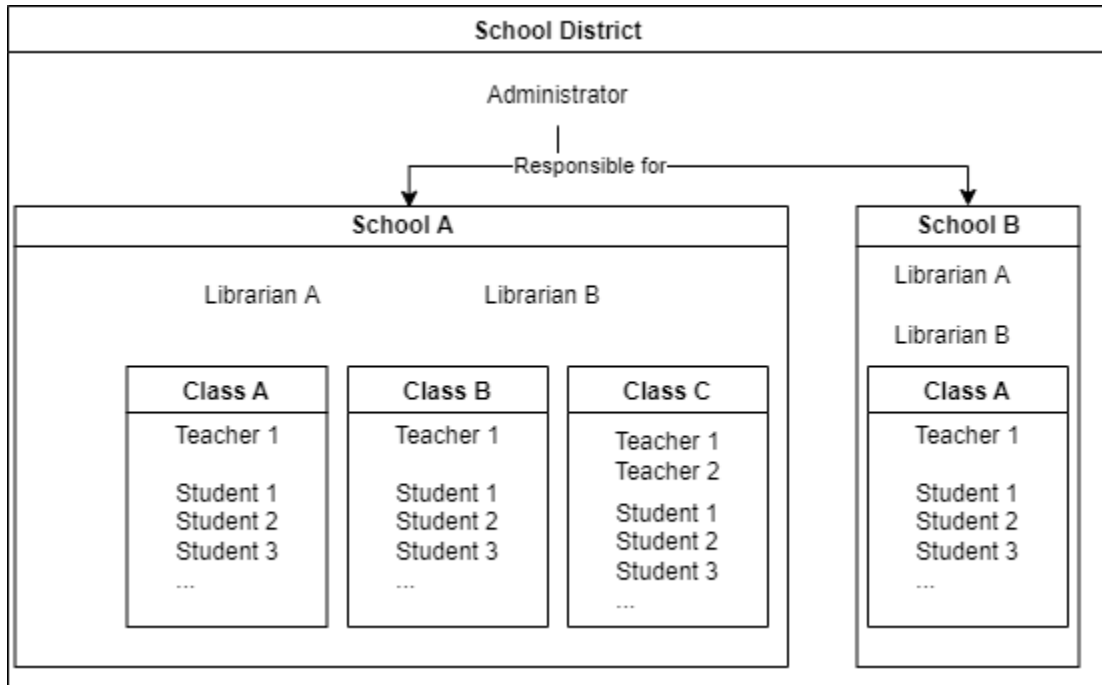 School District
Administrator
Responsible for
School A
Librarian A
Librarian B
Class A
Teacher 1
Student 1
Student 2
Student 3
...
Class B
Teacher 1
Student 1
Student 2
Student 3
...
Class C
Teacher 1
Teacher 2
Student 1
Student 2
Student 3
...
School B
Librarian A
Librarian B
Class A
Teacher 1
Student 1
Student 2
Student 3
...